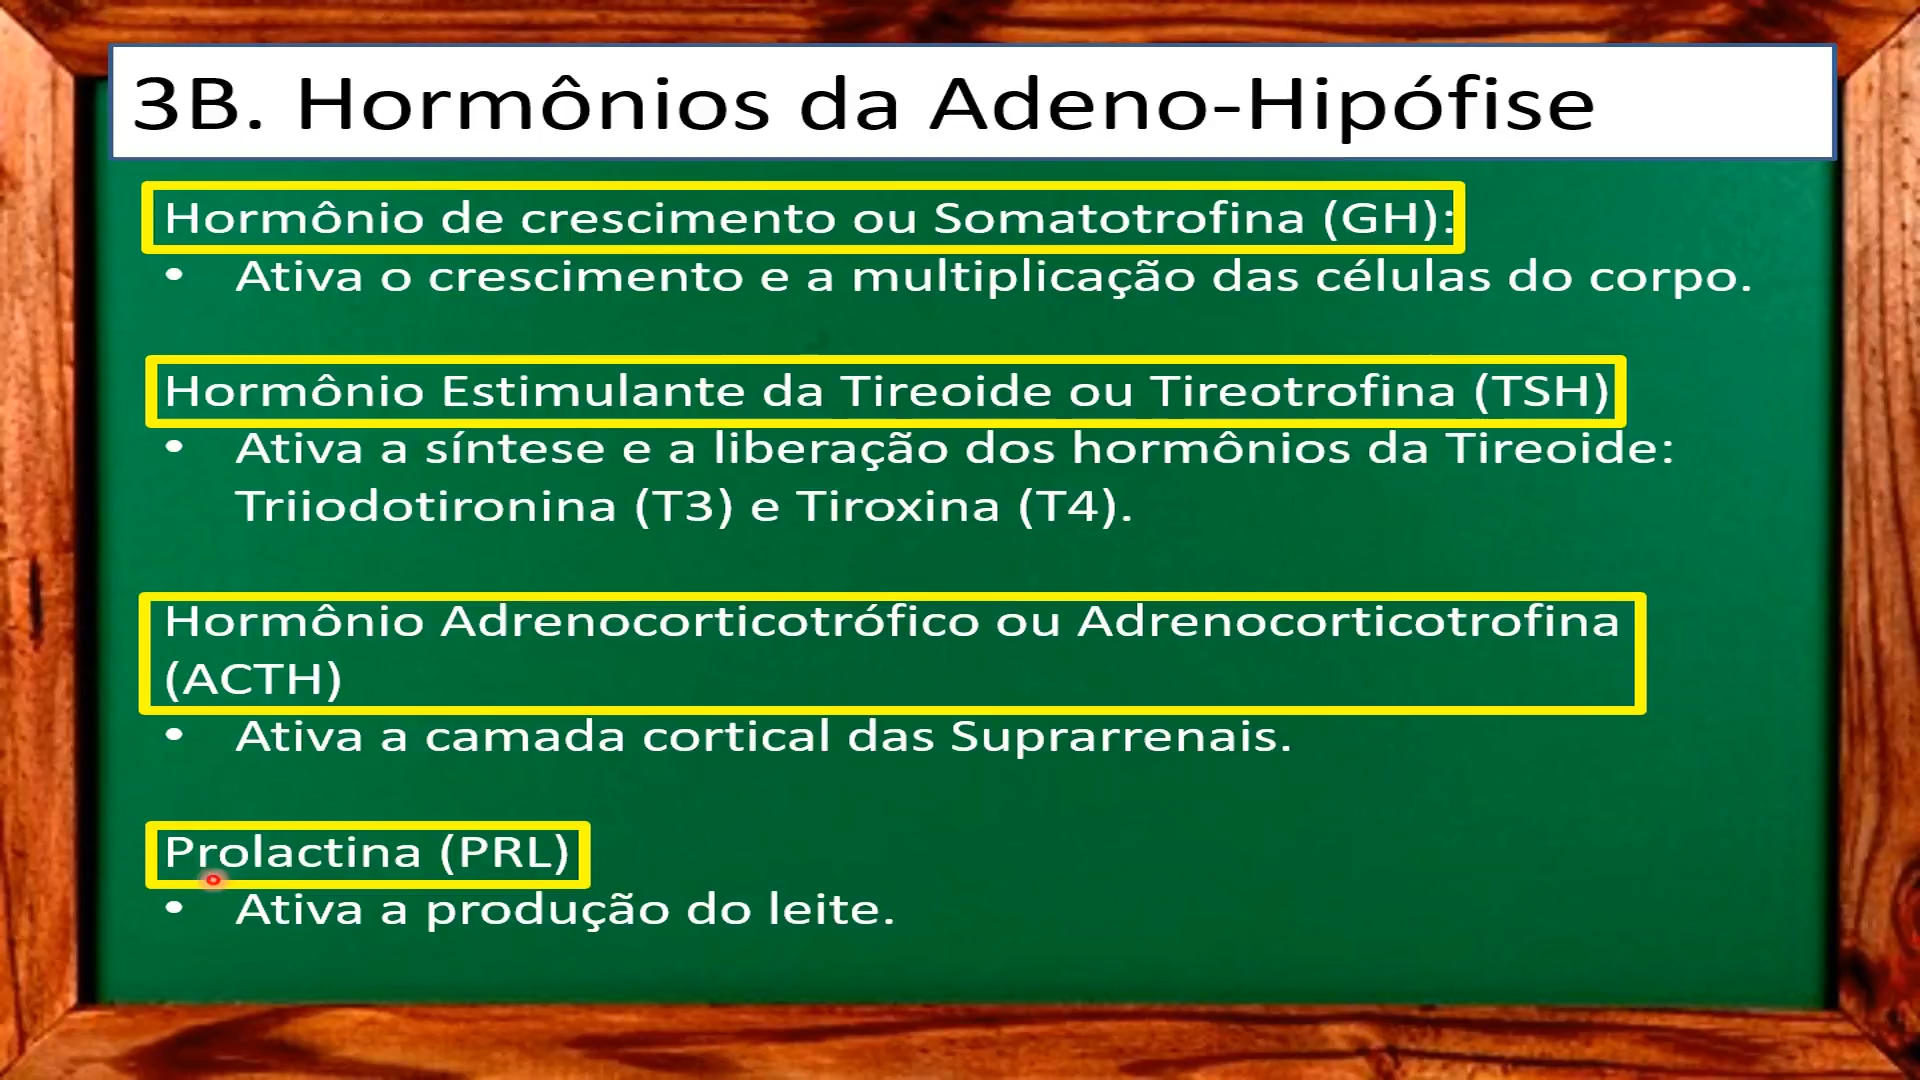 3B. Hormônios da Adeno-Hipófise
Hormônio de crescimento ou Somatotrofina (GH):
• Ativa o crescimento e a multiplicação das células do corpo.
Hormônio Estimulante da Tireoide ou Tireotrofina (TSH)
• Ativa a síntese e a liberação dos hormônios da Tireoide:
Triiodotironina (T3) e Tiroxina (T4).
Hormônio Adrenocorticotrófico ou Adrenocorticotrofina
(ACTH)
• Ativa a camada cortical das Suprarrenais.
Prolactina (PRL)
• Ativa a produção do leite.